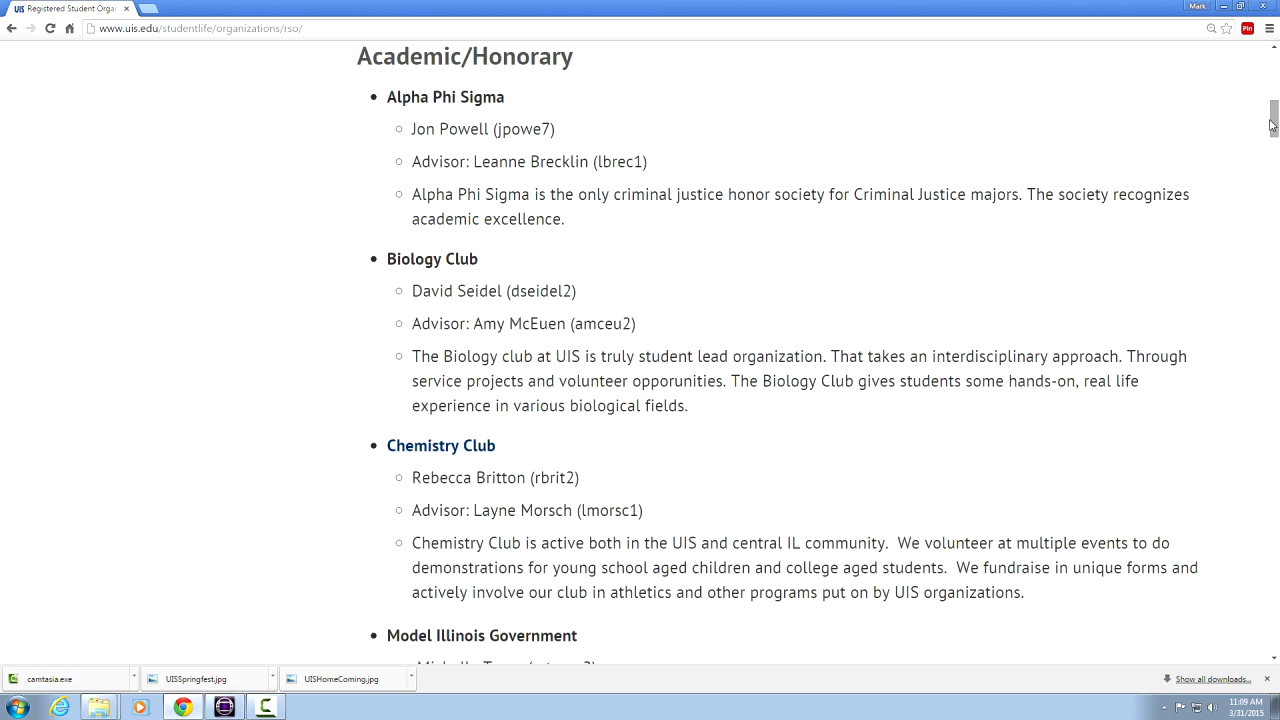 UIS Registered Student Orga
Mark
www.uis.edu/studentlife/organizations/rso/
Pin
Academic/Honorary
Alpha Phi Sigma
Jon Powell (jpowe7)
Advisor: Leanne Brecklin (lbrec1)
Alpha Phi Sigma is the only criminal justice honor society for Criminal Justice majors. The society recognizes
academic excellence.
Biology Club
David Seidel (dseidel2)
Advisor: Amy McEuen (amceu2)
The Biology club at UIS is truly student lead organization. That takes an interdisciplinary approach. Through
service projects and volunteer opporunities. The Biology Club gives students some hands-on, real life
experience in various biological fields.
Chemistry Club
Rebecca Britton (rbrit2)
Advisor: Layne Morsch (lmorsc1)
Chemistry Club is active both in the UIS and central IL community.  We volunteer at multiple events to do
demonstrations for young school aged children and college aged students.  We fundraise in unique forms and
actively involve our club in athletics and other programs put on by UIS organizations.
Model Illinois Government
camtasia.exe
UISSpringfest.jpg
UISHomeComing.jpg
Show all downloads...
11:09 AM
3/31/2015